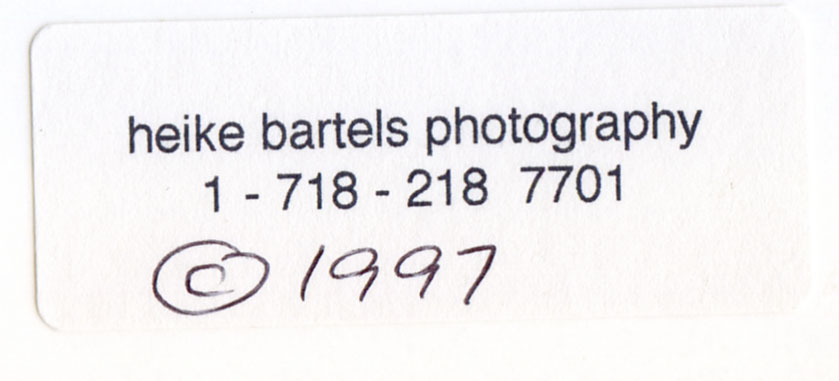 heike bartels photography
1 - 718 - 218 7701
© 1997